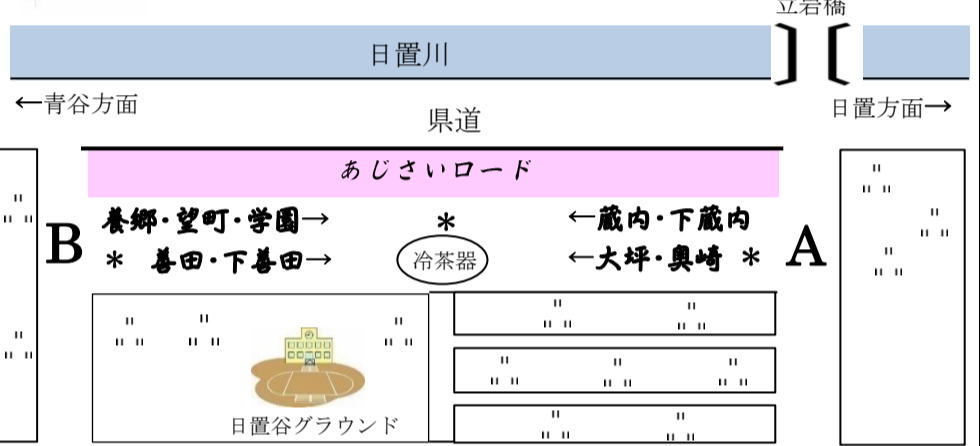 立岩橋
日置川
←青谷方面
日置方面→
県道
あじさいロード
養郷・望町・学園→
*
←蔵内・下蔵内
B
* 善田・下善田→
冷茶器
←大坪・奥崎 *
A
日置谷グラウンド